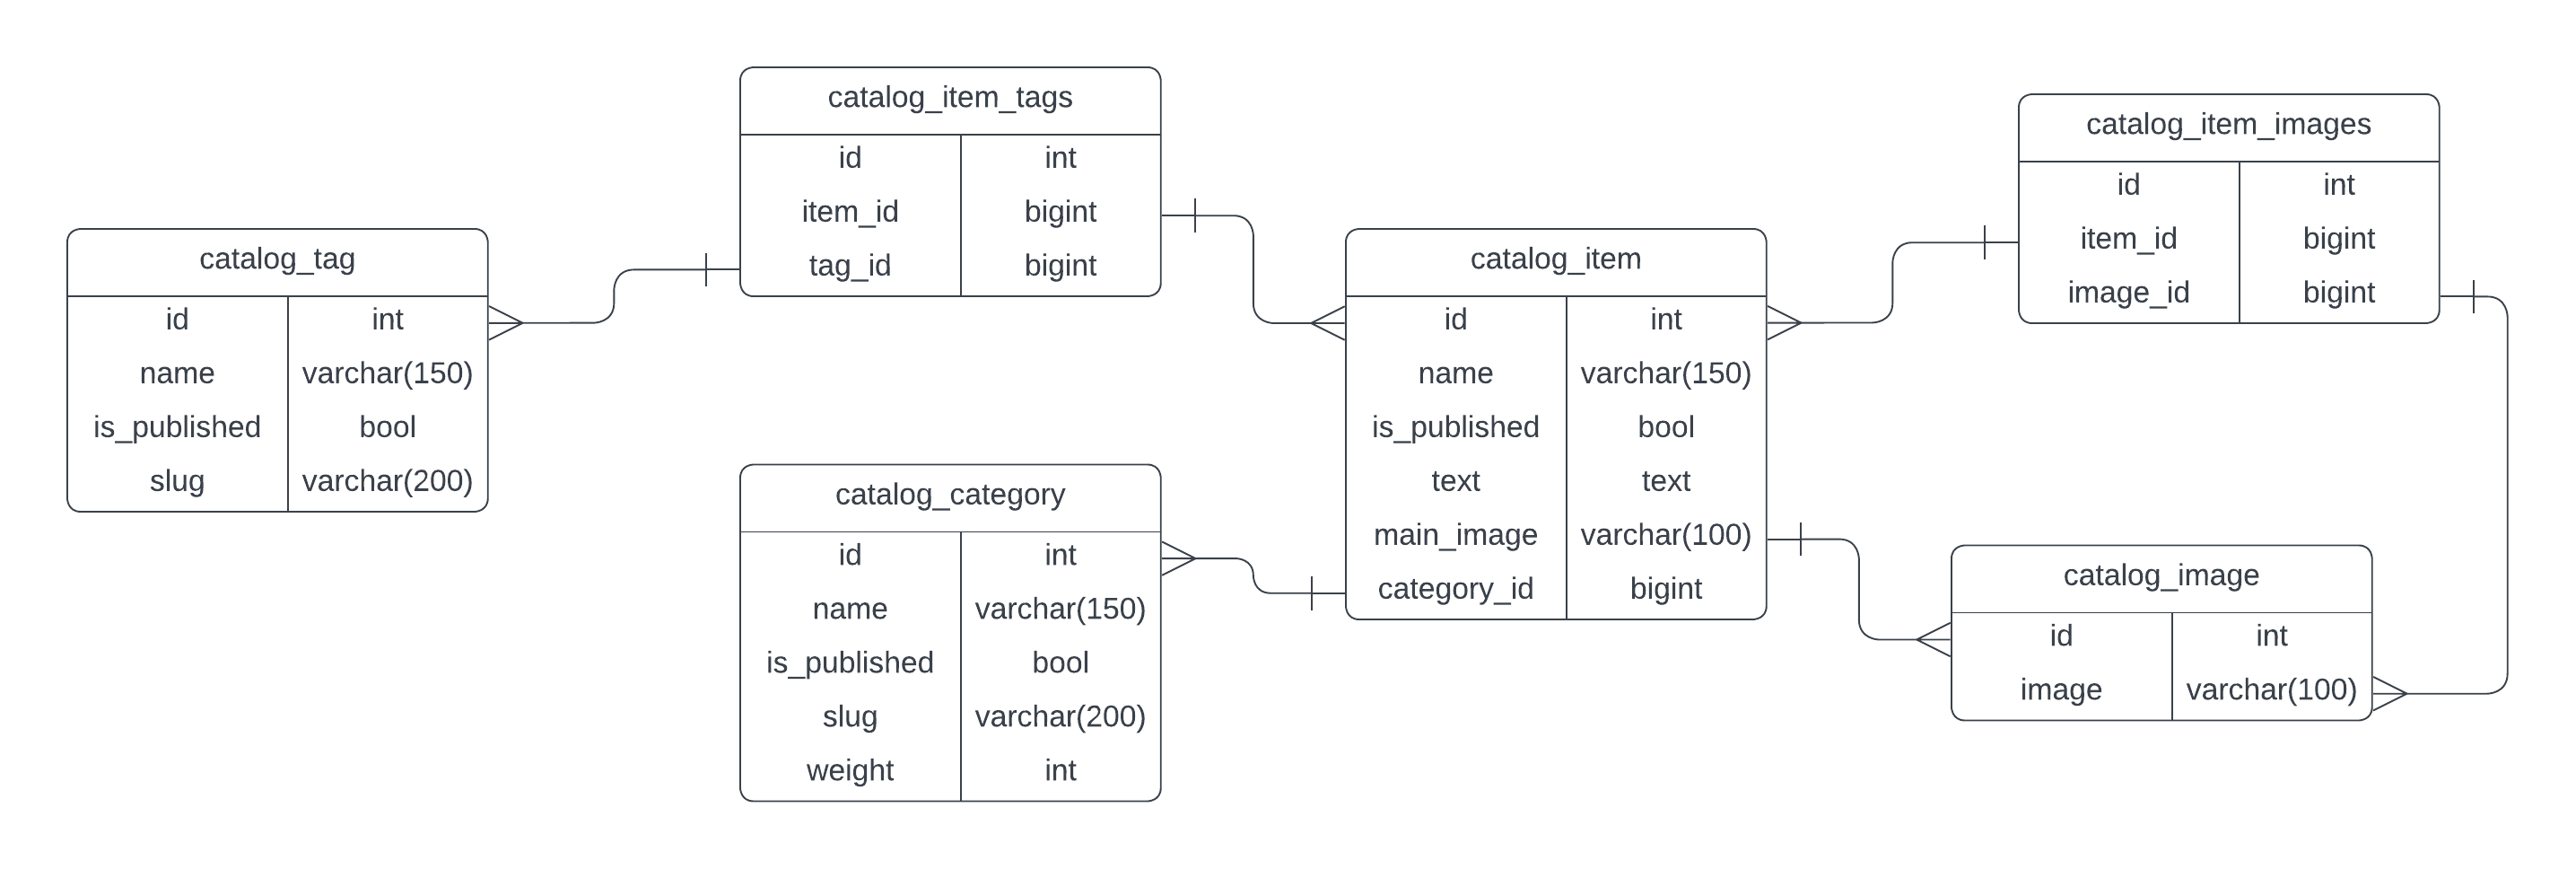 catalog_tag
id int
name varchar(150)
is_published bool
slug varchar(200)
catalog_item_tags
id int
item_id bigint
tag_id bigint
catalog_category
id int
name varchar(150)
is_published bool
slug varchar(200)
weight int
catalog_item
id int
name varchar(150)
is_published bool
text text
main_image varchar(100)
category_id bigint
catalog_item_images
id int
item_id bigint
image_id bigint
catalog_image
id int
image varchar(100)